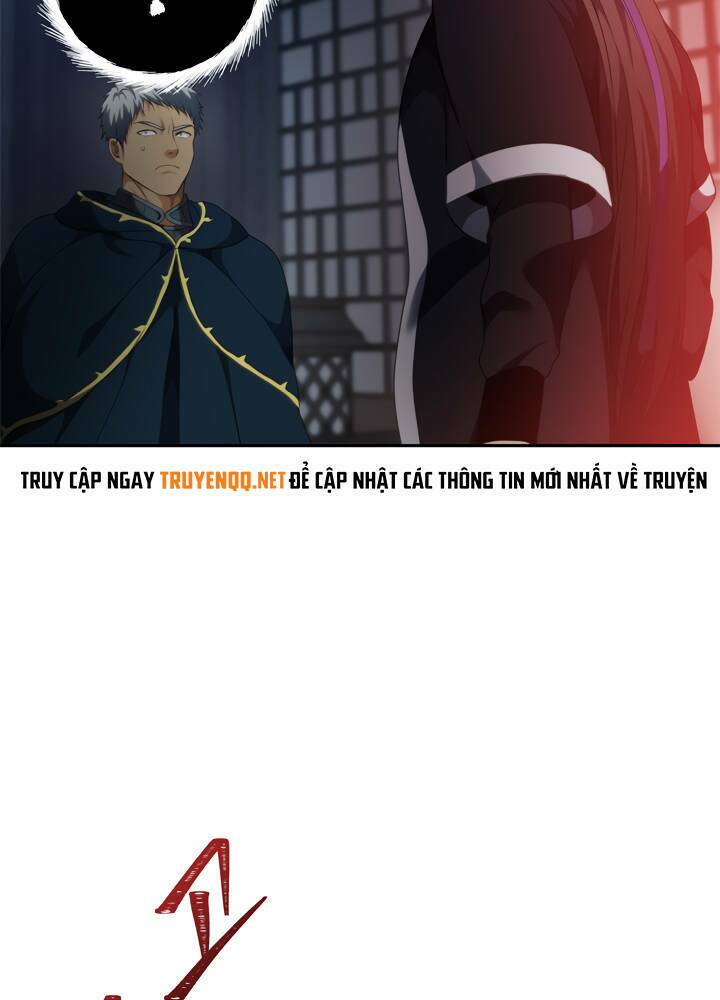 TRUY CẬP NGAY TRUYENQQ.NET ĐỂ CẬP NHẬT CÁC THÔNG TIN MỚI NHẤT VỀ TRUYỆN